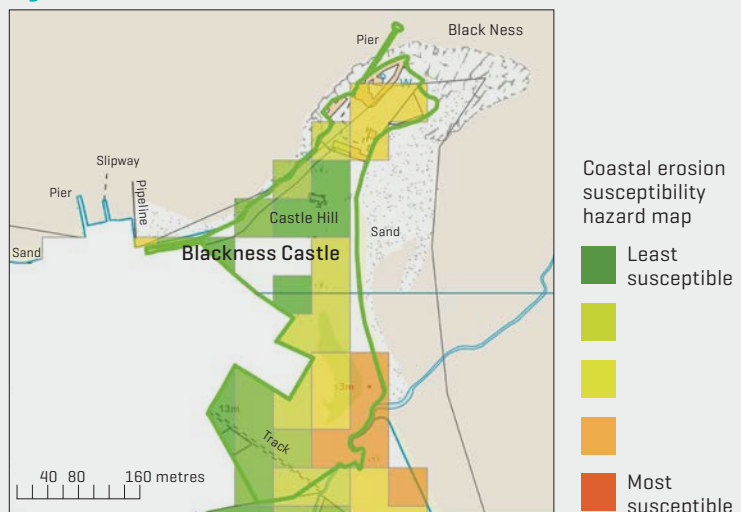 Black Ness
Pier
Slipway
Pier
Pipeline
Castle Hill
Sand
Sand
Blackness Castle
3m
13m
Track
40 80 160 metres
Coastal erosion
susceptibility
hazard map
Least
susceptible
Most
susceptible